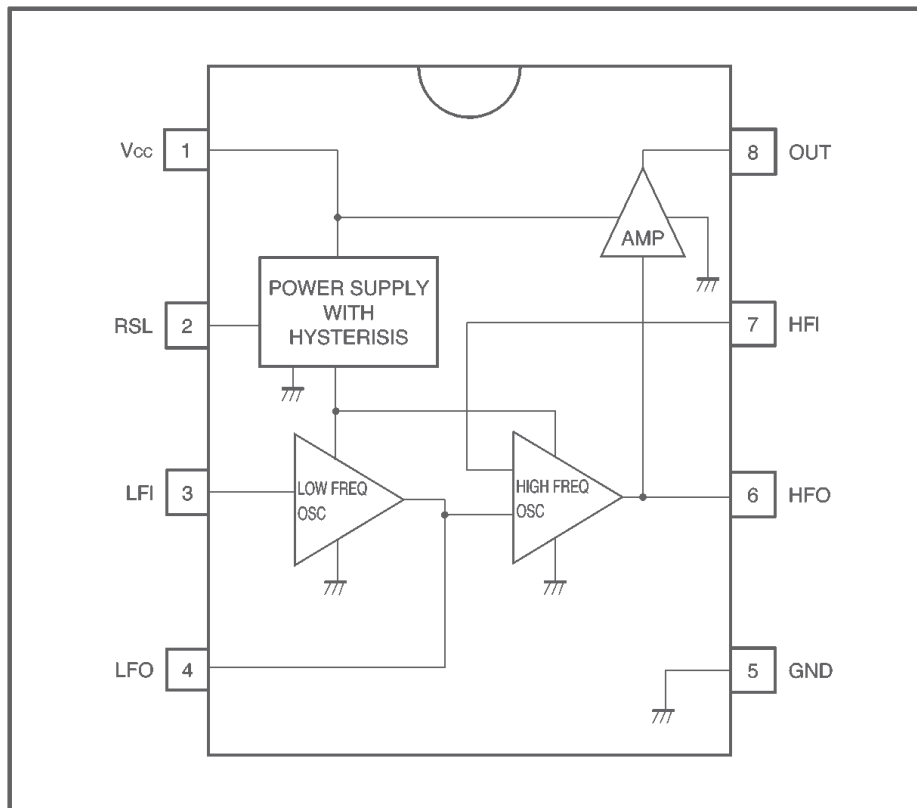 Vcc 1
8 OUT
AMP
POWER SUPPLY
WITH
HYSTERISIS
RSL 2
7 HFI
LFI 3
LOW FREQ
OSC
HIGH FREQ
OSC
6 HFO
LFO 4
5 GND